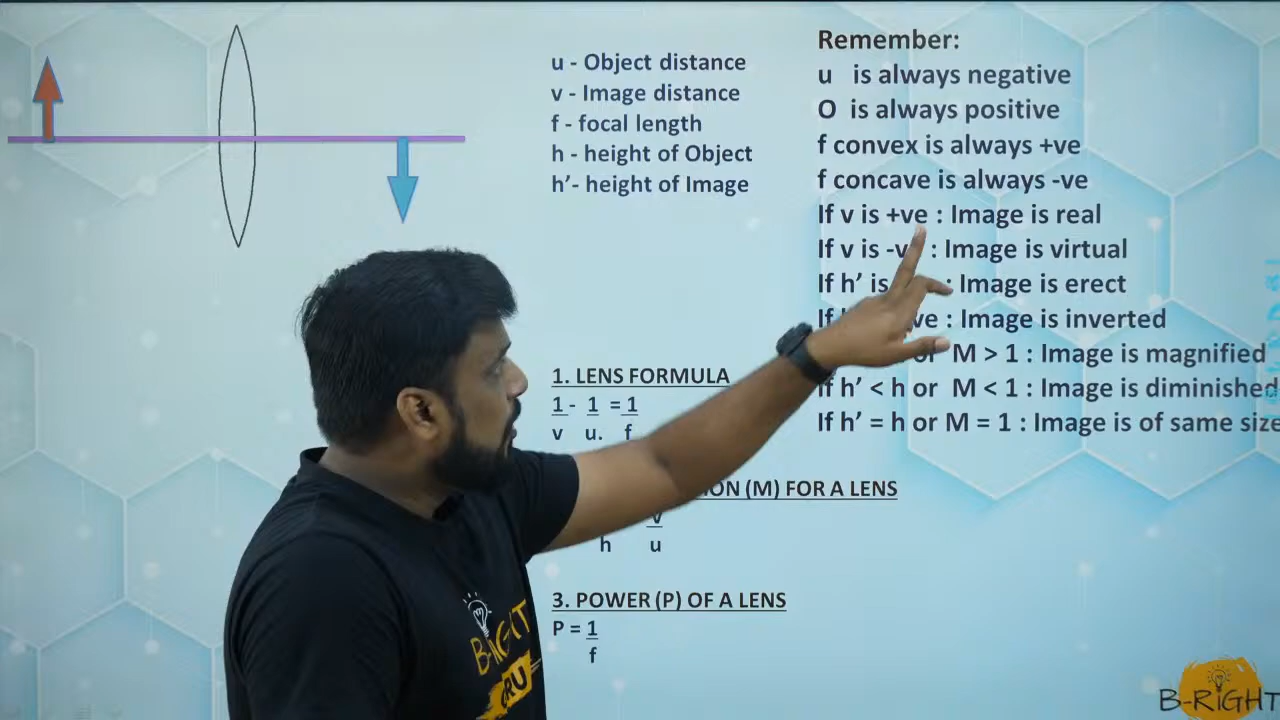 u - Object distance
v - Image distance
f - focal length
h - height of Object
h’- height of Image
Remember:
u is always negative
O is always positive
f convex is always +ve
f concave is always -ve
If v is +ve : Image is real
If v is -v : Image is virtual
If h’ is : Image is erect
If ve : Image is inverted
or M > 1 : Image is magnified
If h’ < h or M < 1 : Image is diminished
If h’ = h or M = 1 : Image is of same size
1. LENS FORMULA
1 - 1 = 1
v u. f
ION (M) FOR A LENS
v
h u
3. POWER (P) OF A LENS
P = 1
f
B-RIGHT
GURU
B-RIGHT